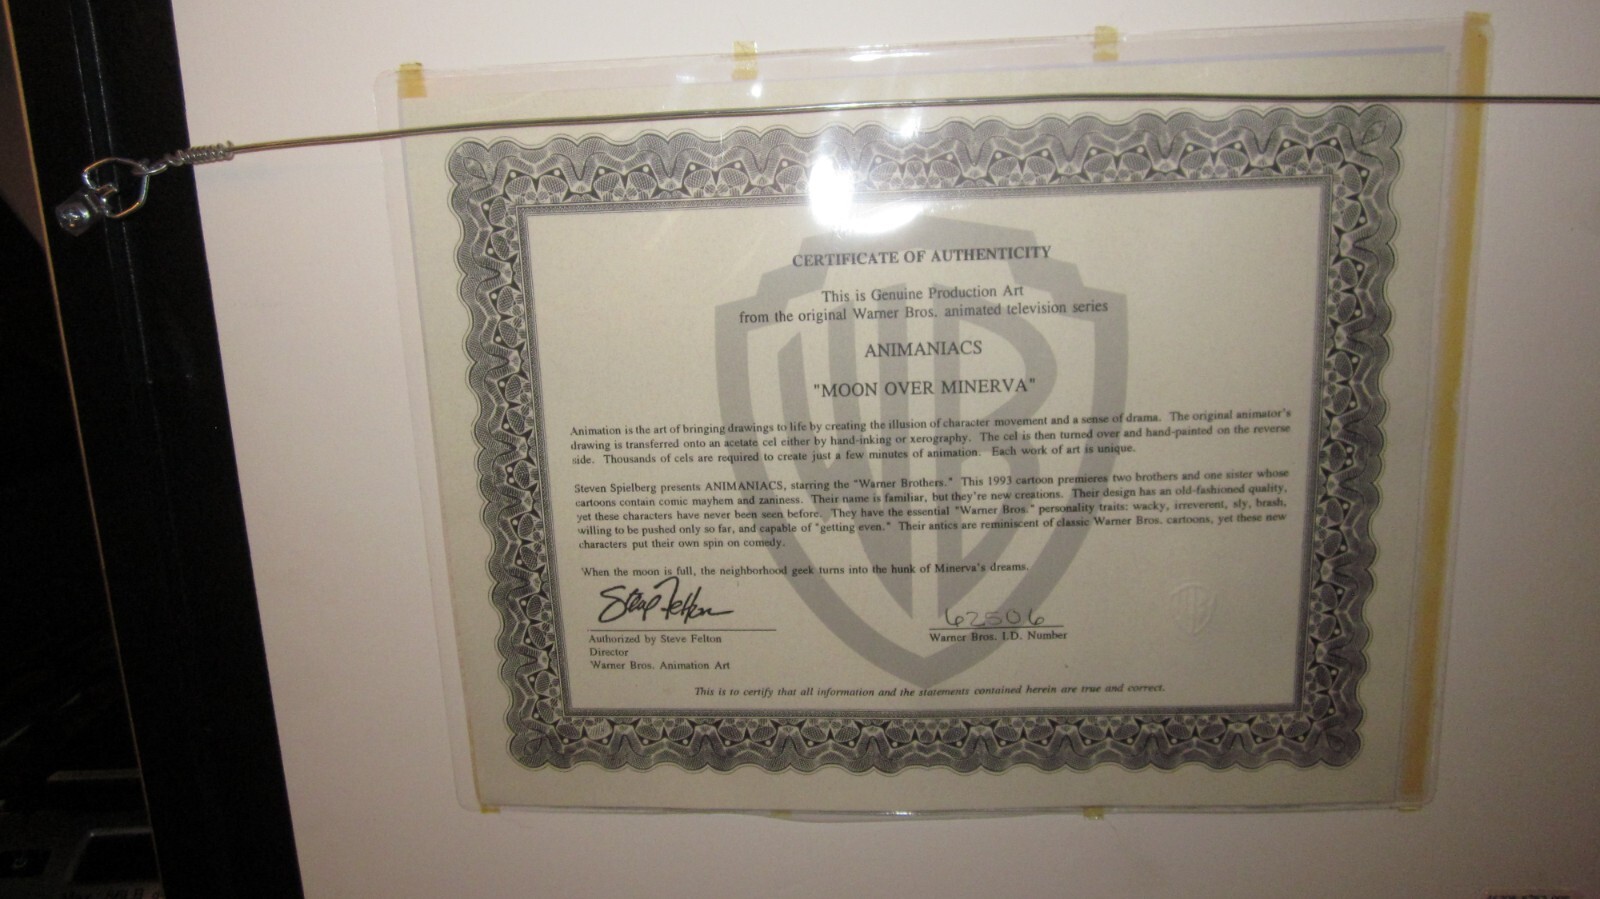 CERTIFICATE OF AUTHENTICITY
This is Genuine Production Art
from the original Warner Bros. animated television series
ANIMANIACS
"MOON OVER MINERVA"
Animation is the art of bringing drawings to life by creating the illusion of character movement and a sense of drama. The original animator's
drawing is transferred onto an acetate cel either by hand-inking or xerography. The cel is then turned over and hand-painted on the reverse
side. Thousands of cels are required to create just a few minutes of animation. Each work of art is unique.
Steven Spielberg presents ANIMANIACS, starring the "Warner Brothers." This 1993 cartoon premieres two brothers and one sister whose
cartoons contain comic mayhem and zaniness. Their name is familiar, but they're new creations. Their design has an old-fashioned quality,
yet these characters have never been seen before. They have the essential "Warner Bros." personality traits: wacky, irreverent, sly, brash,
willing to be pushed only so far, and capable of "getting even." Their antics are reminiscent of classic Warner Bros. cartoons, yet these new
characters put their own spin on comedy.
When the moon is full, the neighborhood geek turns into the hunk of Minerva's dreams.
62506
Authorized by Steve Felton
Warner Bros. I.D. Number
Director
Warner Bros. Animation Art
This is to certify that all information and the statements contained herein are true and correct.
WB
WB